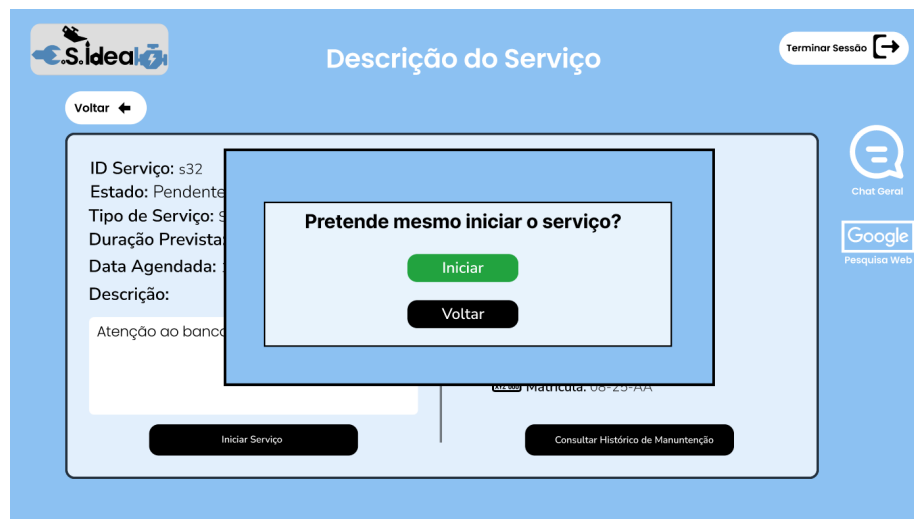 E.S.Ideal
Descrição do Serviço
Terminar Sessão
Voltar
ID Serviço: s32
Estado: Pendente
Tipo de Serviço:
Duração Prevista:
Data Agendada:
Descrição:
Atenção ao banco
Pretende mesmo iniciar o serviço?
Iniciar
Voltar
Matrícula: 08-25-AA
Iniciar Serviço
Consultar Histórico de Manuntenção
Chat Geral
Google
Pesquisa Web